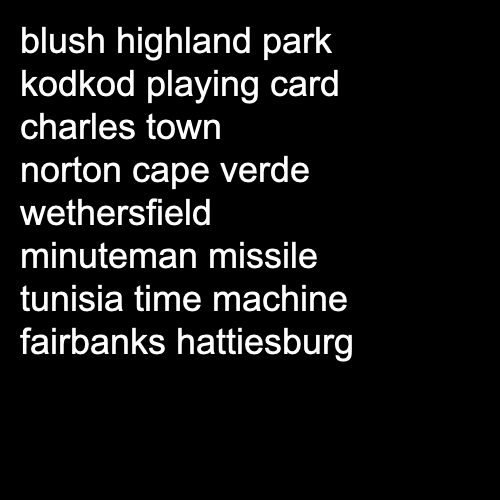 blush highland park
kodkod playing card
charles town
norton cape verde
wethersfield
minuteman missile
tunisia time machine
fairbanks hattiesburg